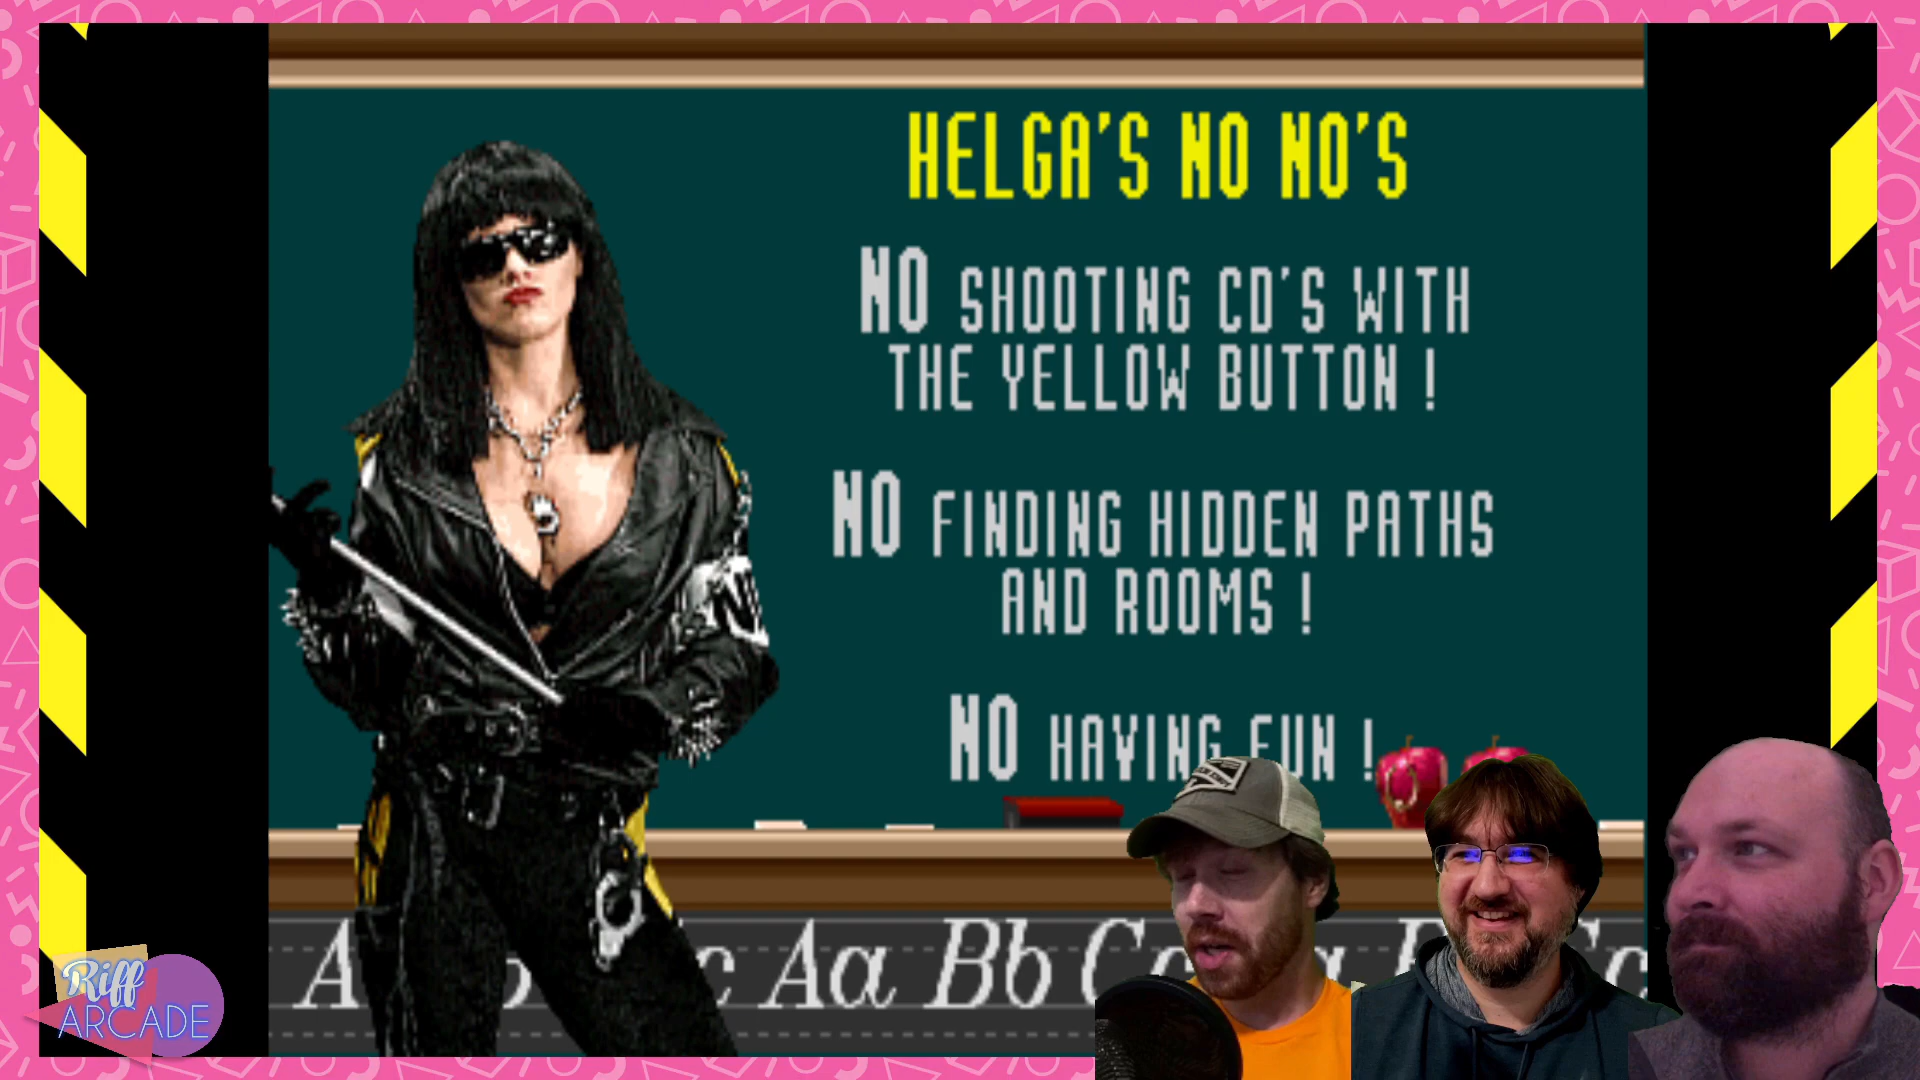 HELGA'S NO NO'S
NO SHOOTING CD'S WITH
THE YELLOW BUTTON !
NO FINDING HIDDEN PATHS
AND ROOMS !
NO HAVING FUN !
Aa Bb Cc
Riff
ARCADE